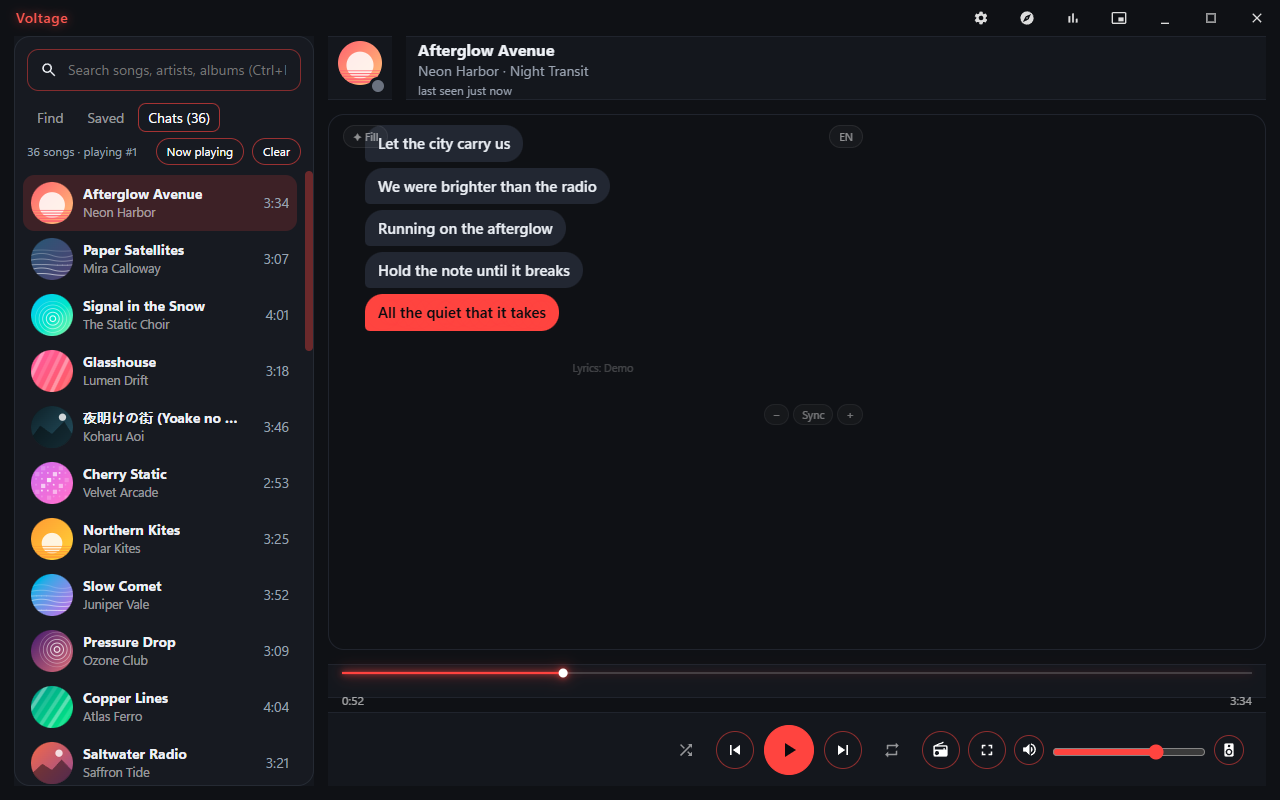 Voltage
Search songs, artists, albums (Ctrl+
Find Saved Chats (36)
36 songs · playing #1 Now playing Clear
Afterglow Avenue 3:34
Neon Harbor
Paper Satellites 3:07
Mira Calloway
Signal in the Snow 4:01
The Static Choir
Glasshouse 3:18
Lumen Drift
夜明けの街 (Yoake no ... 3:46
Koharu Aoi
Cherry Static 2:53
Velvet Arcade
Northern Kites 3:25
Polar Kites
Slow Comet 3:52
Juniper Vale
Pressure Drop 3:09
Ozone Club
Copper Lines 4:04
Atlas Ferro
Saltwater Radio 3:21
Saffron Tide
Afterglow Avenue
Neon Harbor · Night Transit
last seen just now
✦ Fill EN
Let the city carry us
We were brighter than the radio
Running on the afterglow
Hold the note until it breaks
All the quiet that it takes
Lyrics: Demo
− Sync +
0:52 3:34